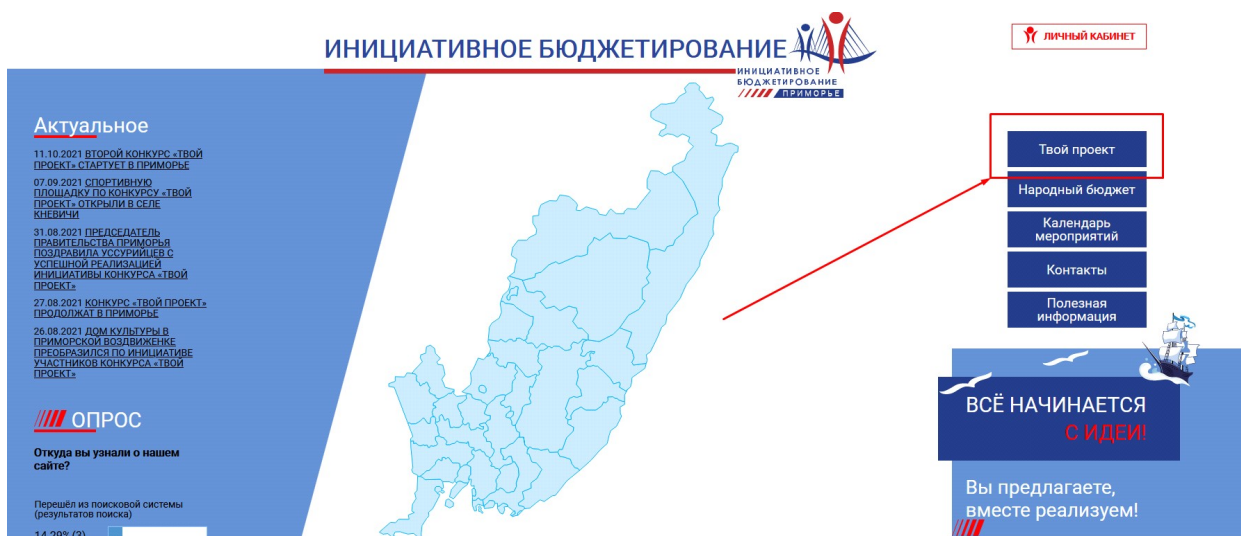 ИНИЦИАТИВНОЕ БЮДЖЕТИРОВАНИЕ
ИНИЦИАТИВНОЕ
БЮДЖЕТИРОВАНИЕ
ПРИМОРЬЕ
ЛИЧНЫЙ КАБИНЕТ
Актуальное
11.10.2021 ВТОРОЙ КОНКУРС «ТВОЙ
ПРОЕКТ» СТАРТУЕТ В ПРИМОРЬЕ
07.09.2021 СПОРТИВНУЮ
ПЛОЩАДКУ ПО КОНКУРСУ «ТВОЙ
ПРОЕКТ» ОТКРЫЛИ В СЕЛЕ
КНЕВИЧИ
31.08.2021 ПРЕДСЕДАТЕЛЬ
ПРАВИТЕЛЬСТВА ПРИМОРЬЯ
ПОЗДРАВИЛА УССУРИЙЦЕВ С
УСПЕШНОЙ РЕАЛИЗАЦИЕЙ
ИНИЦИАТИВЫ КОНКУРСА «ТВОЙ
ПРОЕКТ»
27.08.2021 КОНКУРС «ТВОЙ ПРОЕКТ»
ПРОДОЛЖАТ В ПРИМОРЬЕ
26.08.2021 ДОМ КУЛЬТУРЫ В
ПРИМОРСКОЙ ВОЗДВИЖЕНКЕ
ПРЕОБРАЗИЛСЯ ПО ИНИЦИАТИВЕ
УЧАСТНИКОВ КОНКУРСА «ТВОЙ
ПРОЕКТ»
ОПРОС
Откуда вы узнали о нашем
сайте?
Перешёл из поисковой системы
(результатов поиска)
14.29% (3)
Твой проект
Народный бюджет
Календарь
мероприятий
Контакты
Полезная
информация
ВСЁ НАЧИНАЕТСЯ
С ИДЕИ!
Вы предлагаете,
вместе реализуем!